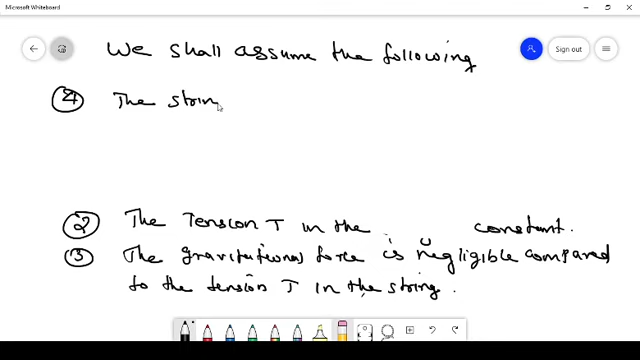 Microsoft Whiteboard
Sign out
We shall assume the following
④ The strin
② The Tension T in the constant.
③ The gravitational force is negligible compared
to the tension T in the string.